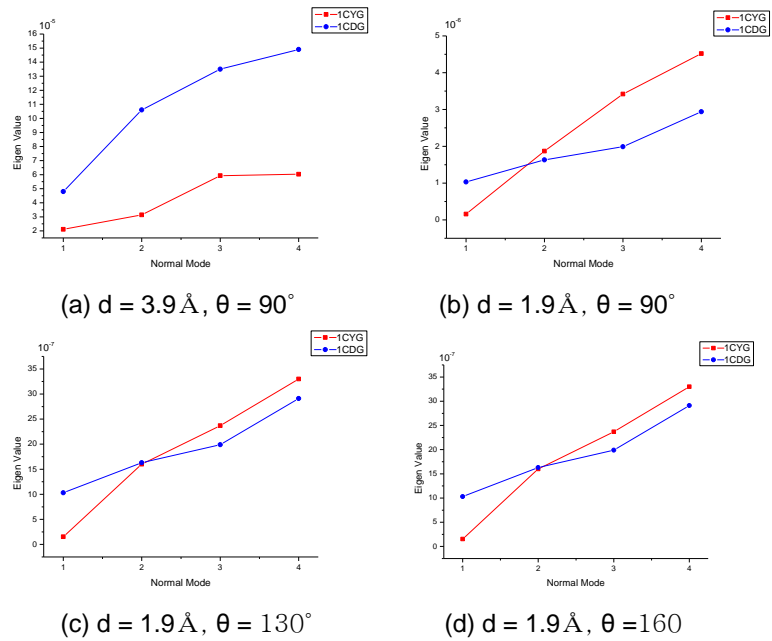 1CYG
1CDG
10^-5
16
15
14
13
12
11
10
9
8
7
6
5
4
3
2
Eigen Value
1 2 3 4
Normal Mode
(a) d = 3.9Å, θ = 90°
1CYG
1CDG
10^-6
5
4
3
2
1
0
Eigen Value
1 2 3 4
Normal Mode
(b) d = 1.9Å, θ = 90°
1CYG
1CDG
10^-7
35
30
25
20
15
10
5
0
Eigen Value
1 2 3 4
Normal Mode
(c) d = 1.9Å, θ = 130°
1CYG
1CDG
10^-7
35
30
25
20
15
10
5
0
Eigen Value
1 2 3 4
Normal Mode
(d) d = 1.9Å, θ =160